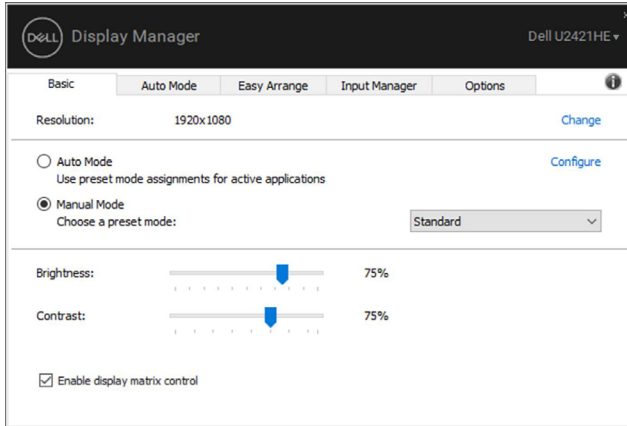 DELL Display Manager Dell U2421HE
Basic Auto Mode Easy Arrange Input Manager Options
Resolution: 1920x1080 Change
Auto Mode Configure
Use preset mode assignments for active applications
Manual Mode
Choose a preset mode: Standard
Brightness: 75%
Contrast: 75%
Enable display matrix control